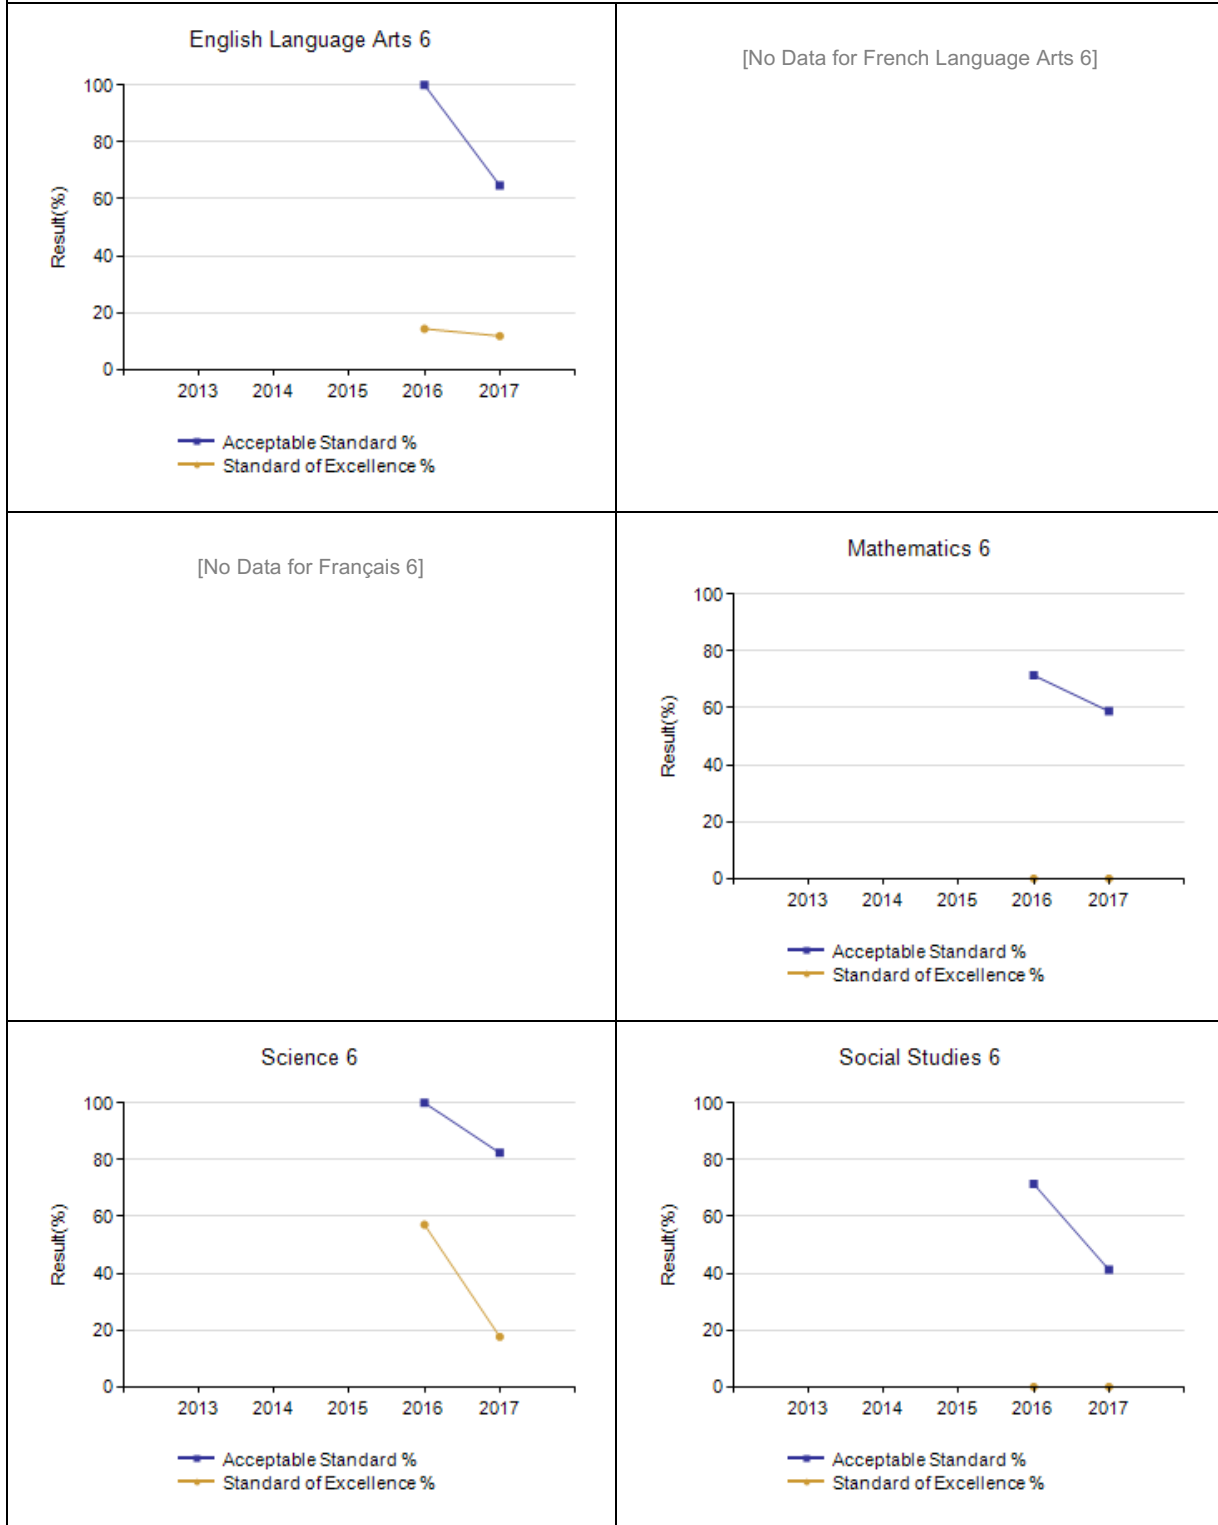 English Language Arts 6
100
80
60
40
20
0
Result(%)
2013 2014 2015 2016 2017
Acceptable Standard %
Standard of Excellence %
[No Data for French Language Arts 6]
[No Data for Français 6]
Mathematics 6
100
80
60
40
20
0
Result(%)
2013 2014 2015 2016 2017
Acceptable Standard %
Standard of Excellence %
Science 6
100
80
60
40
20
0
Result(%)
2013 2014 2015 2016 2017
Acceptable Standard %
Standard of Excellence %
Social Studies 6
100
80
60
40
20
0
Result(%)
2013 2014 2015 2016 2017
Acceptable Standard %
Standard of Excellence %